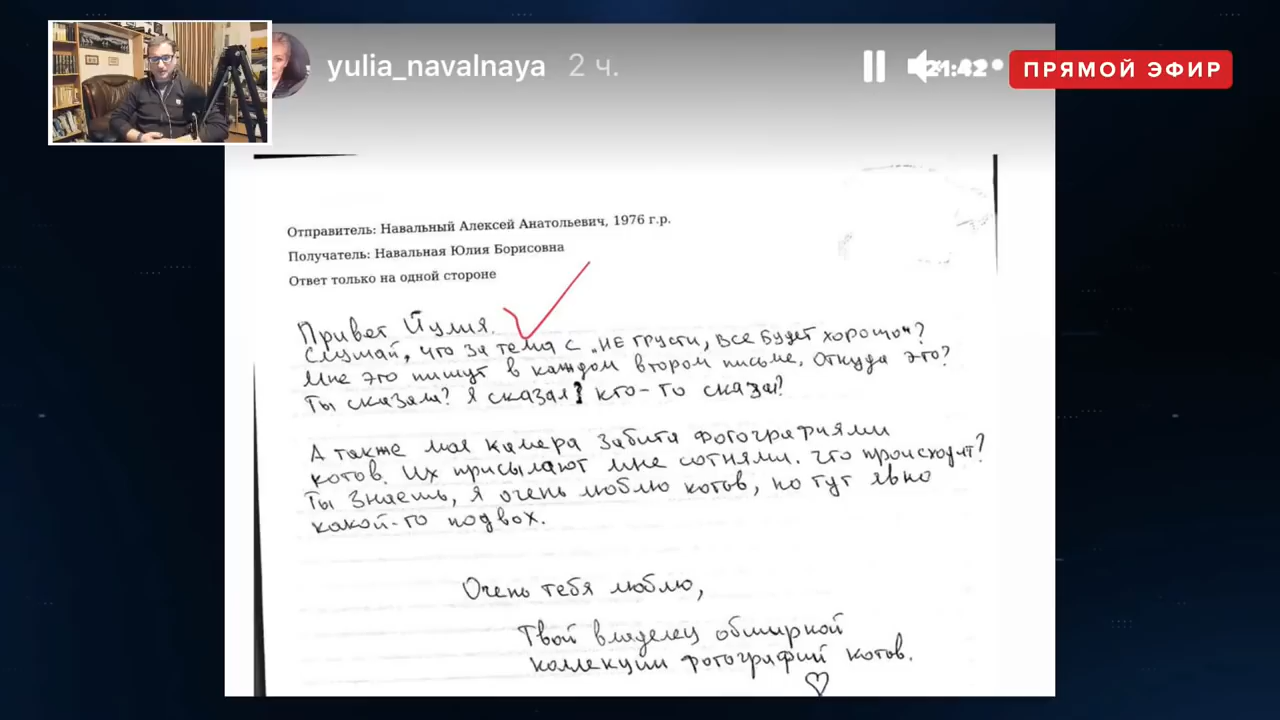 yulia_navalnaya 2 ч.
21:42
ПРЯМОЙ ЭФИР
Отправитель: Навальный Алексей Анатольевич, 1976 г.р.
Получатель: Навальная Юлия Борисовна
Ответ только на одной стороне
Привет Йулия.
Слушай, что за тема с „НЕ ГРУСТИ, ВСЕ БУДЕТ ХОРОШО"?
Мне это пишут в каждом втором письме. Откуда это?
Ты сказала? Я сказал? кто-то сказал?
А также моя камера забита фотографиями
котов. Их присылают мне сотнями. Что происходит?
Ты знаешь, я очень люблю котов, но тут явно
какой-то подвох.
Очень тебя люблю,
Твой владелец обширной
коллекции фотографий котов.